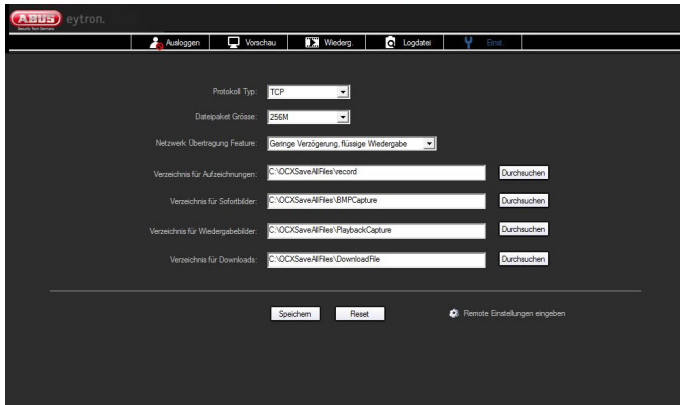 ABUS eytron.
Security Tech Germany
Ausloggen Vorschau Wiederg. Logdatei Einst.
Protokoll Typ: TCP
Dateipaket Grösse: 256M
Netzwerk Übertragung Feature: Geringe Verzögerung, flüssige Wiedergabe
Verzeichnis für Aufzeichnungen: C:\OCXSaveAllFiles\record Durchsuchen
Verzeichnis für Sofortbilder: C:\OCXSaveAllFiles\BMPCapture Durchsuchen
Verzeichnis für Wiedergabebilder: C:\OCXSaveAllFiles\PlaybackCapture Durchsuchen
Verzeichnis für Downloads: C:\OCXSaveAllFiles\DownloadFile Durchsuchen
Speichern Reset Remote Einstellungen eingeben